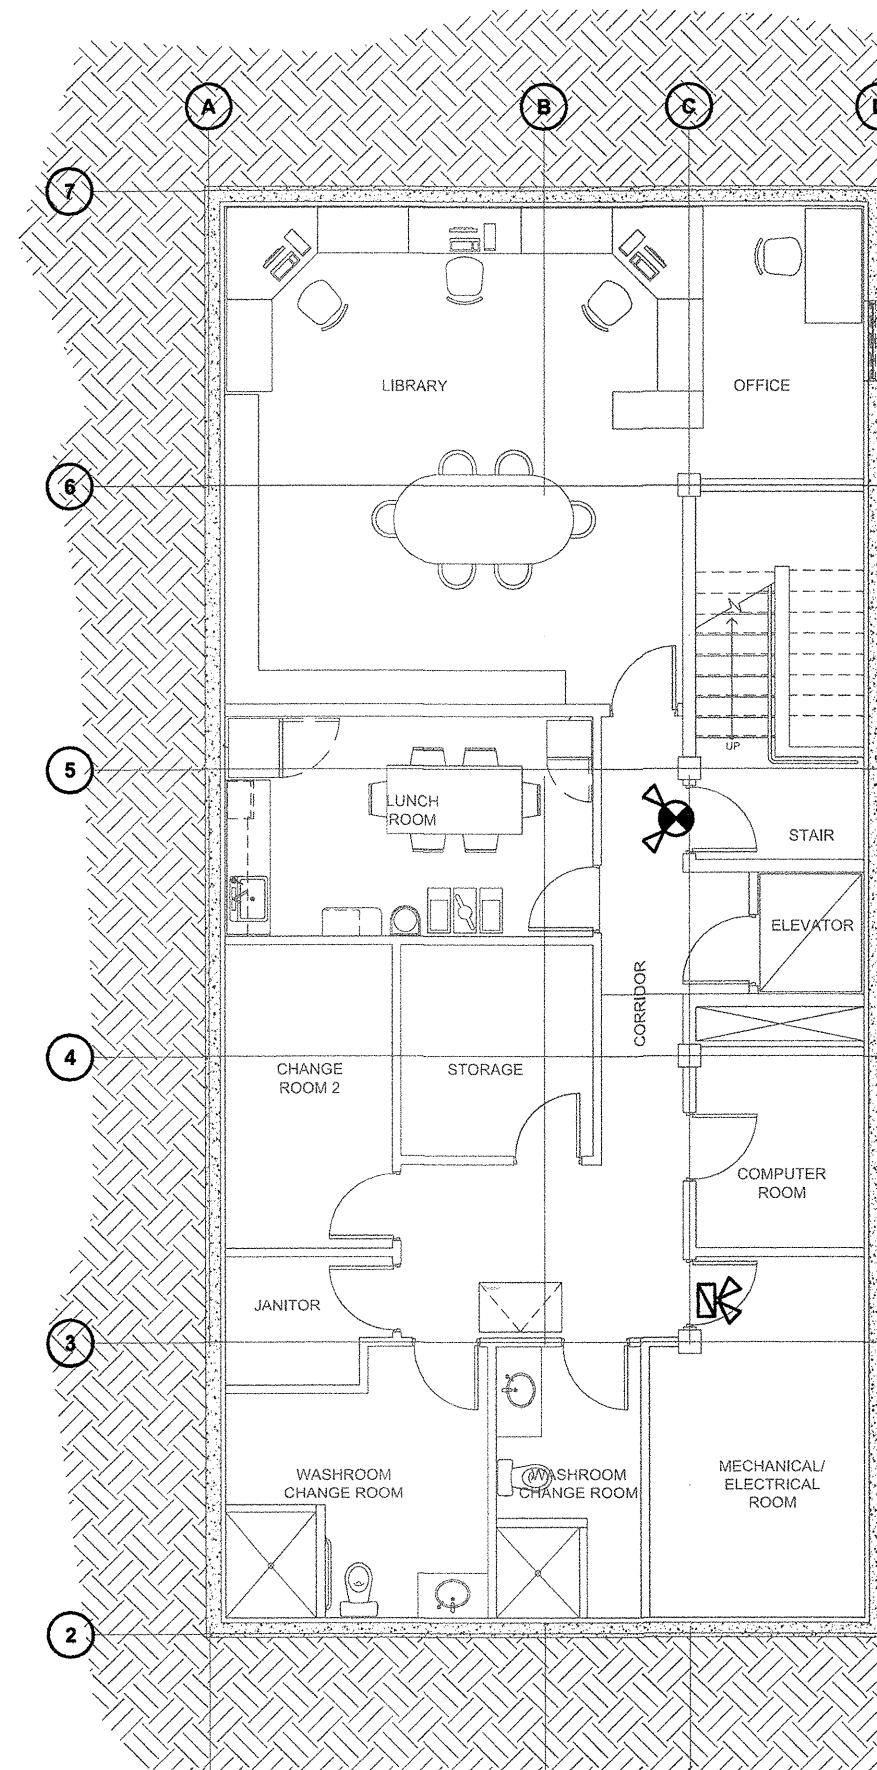 A
B
C
7
LIBRARY
OFFICE
6
UP
5
LUNCH
ROOM
STAIR
ELEVATOR
CORRIDOR
4
CHANGE
ROOM 2
STORAGE
COMPUTER
ROOM
JANITOR
3
WASHROOM
CHANGE ROOM
WASHROOM
CHANGE ROOM
MECHANICAL/
ELECTRICAL
ROOM
2